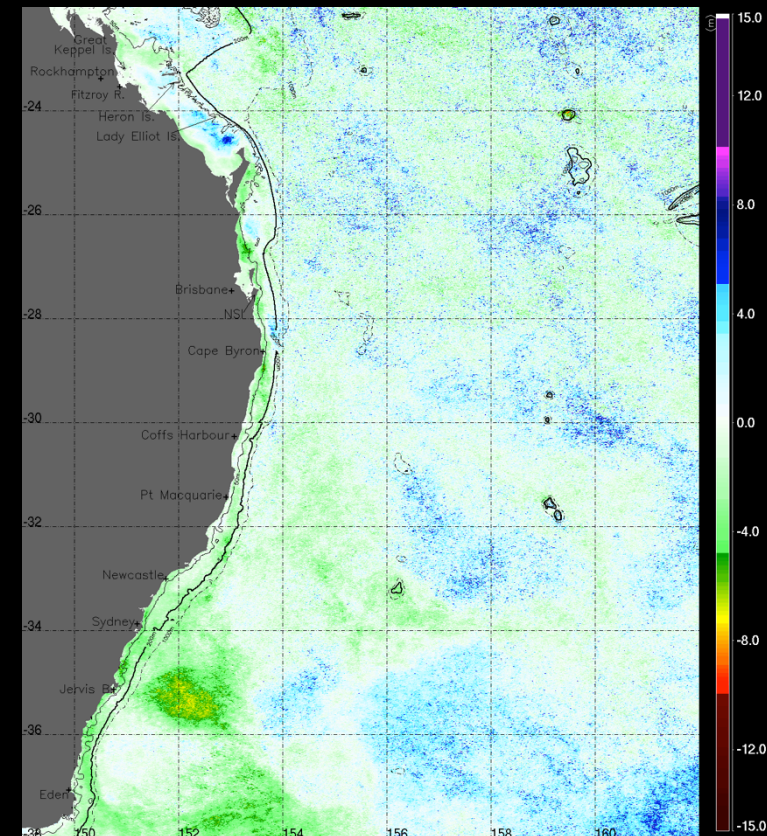 Great
Keppel Is.
Rockhampton
Fitzroy R.
Heron Is.
Lady Elliot Is.
Brisbane
NSI.
Cape Byron
Coffs Harbour
Pt Macquarie
Newcastle
Sydney
Jervis B.
Eden
-24
-26
-28
-30
-32
-34
-36
-38
150
152
154
156
158
160
(m)
15.0
12.0
8.0
4.0
0.0
-4.0
-8.0
-12.0
-15.0